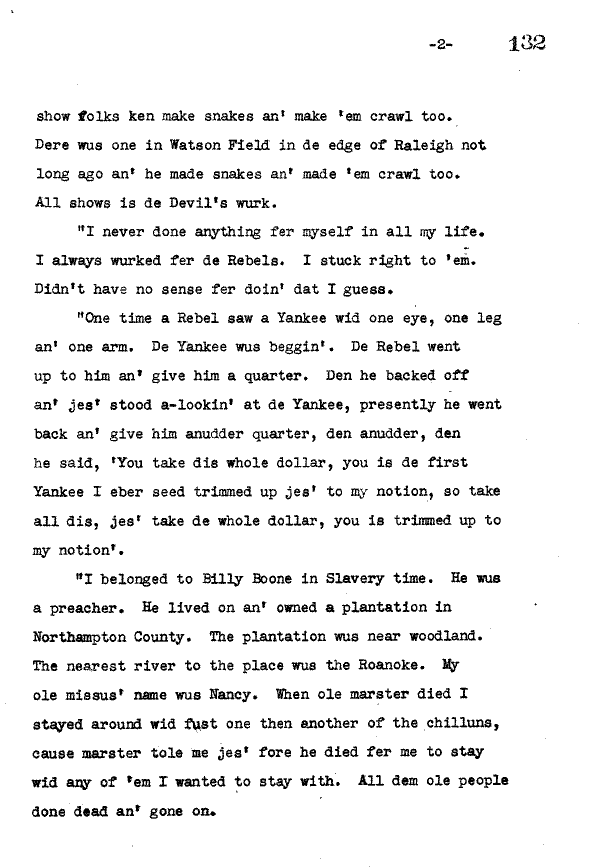 -2- 132
show folks ken make snakes an' make 'em crawl too.
Dere wus one in Watson Field in de edge of Raleigh not
long ago an' he made snakes an' made 'em crawl too.
All shows is de Devil's wurk.
"I never done anything fer myself in all my life.
I always wurked fer de Rebels. I stuck right to 'em.
Didn't have no sense fer doin' dat I guess.
"One time a Rebel saw a Yankee wid one eye, one leg
an' one arm. De Yankee wus beggin'. De Rebel went
up to him an' give him a quarter. Den he backed off
an' jes' stood a-lookin' at de Yankee, presently he went
back an' give him anudder quarter, den anudder, den
he said, 'You take dis whole dollar, you is de first
Yankee I eber seed trimmed up jes' to my notion, so take
all dis, jes' take de whole dollar, you is trimmed up to
my notion'.
"I belonged to Billy Boone in Slavery time. He wus
a preacher. He lived on an' owned a plantation in
Northampton County. The plantation wus near woodland.
The nearest river to the place wus the Roanoke. My
ole missus' name wus Nancy. When ole marster died I
stayed around wid fust one then another of the chilluns,
cause marster tole me jes' fore he died fer me to stay
wid any of 'em I wanted to stay with. All dem ole people
done dead an' gone on.